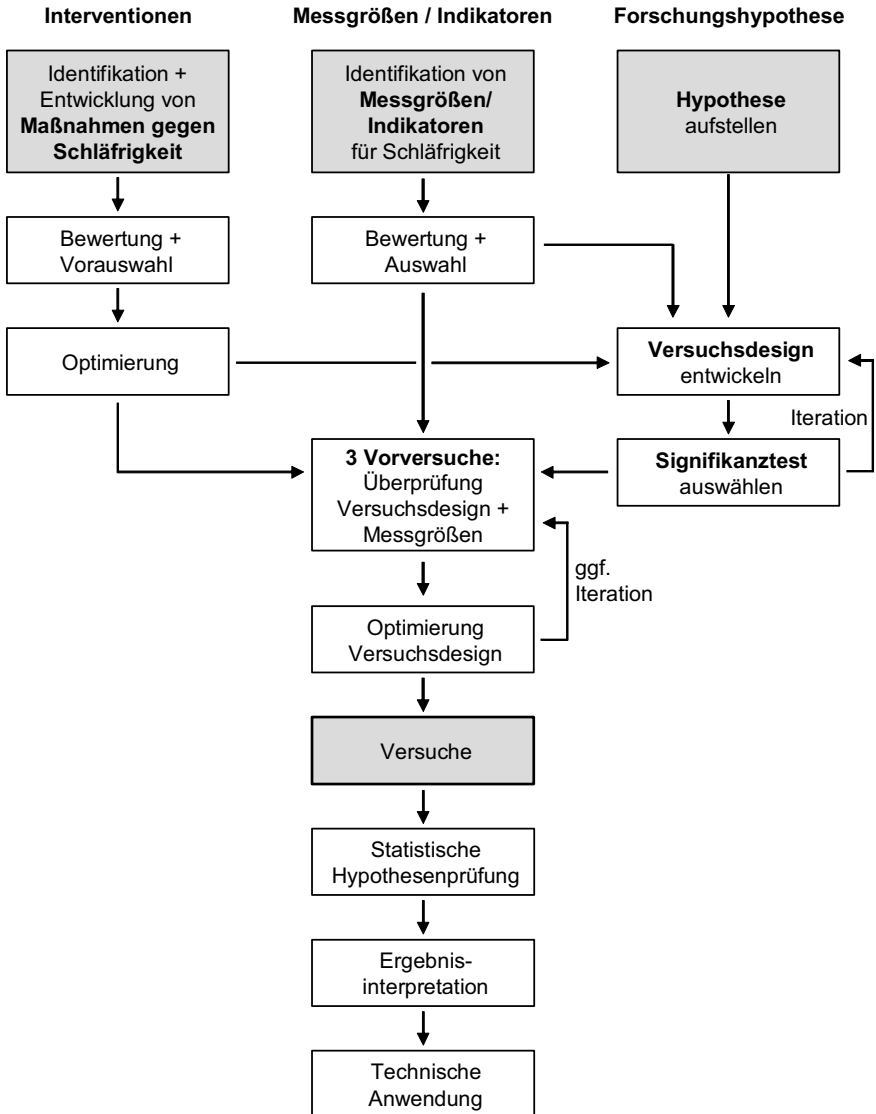 Interventionen
Messgrößen / Indikatoren
Forschungshypothese
Identifikation +
Entwicklung von
Maßnahmen gegen
Schläfrigkeit
Identifikation von
Messgrößen/
Indikatoren
für Schläfrigkeit
Hypothese
aufstellen
Bewertung +
Vorauswahl
Bewertung +
Auswahl
Optimierung
Versuchsdesign
entwickeln
Iteration
3 Vorversuche:
Überprüfung
Versuchsdesign +
Messgrößen
Signifikanztest
auswählen
ggf.
Iteration
Optimierung
Versuchsdesign
Versuche
Statistische
Hypothesenprüfung
Ergebnis-
interpretation
Technische
Anwendung